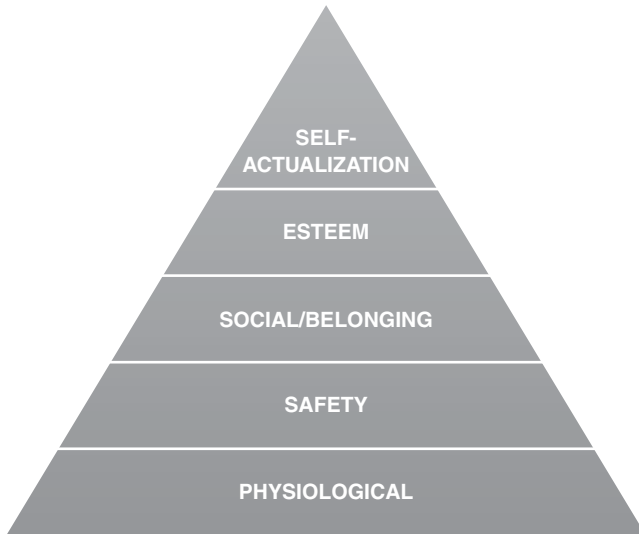 SELF-
ACTUALIZATION
ESTEEM
SOCIAL/BELONGING
SAFETY
PHYSIOLOGICAL